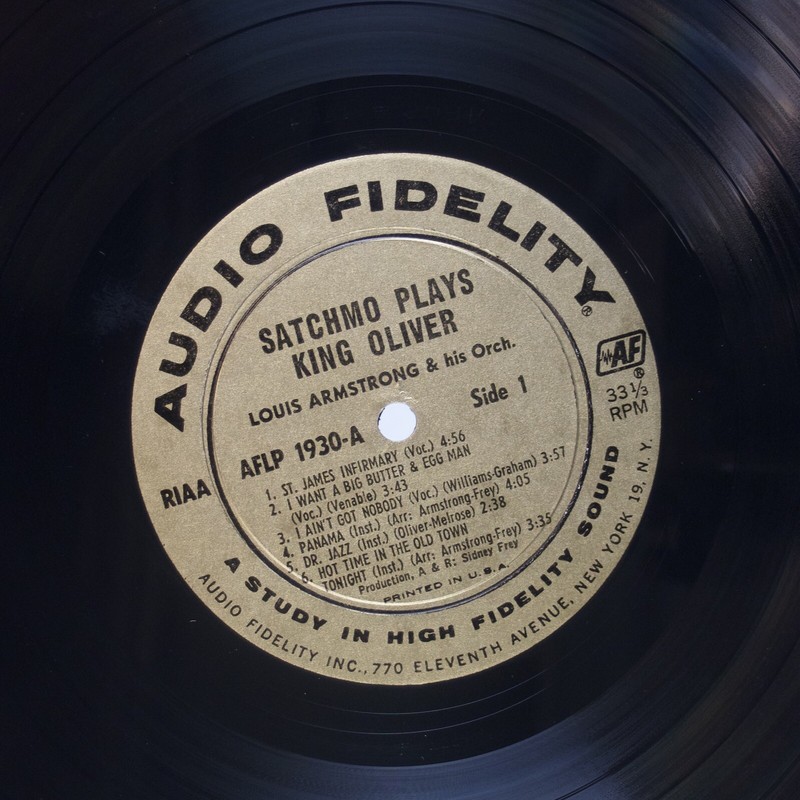 AUDIO FIDELITY®
AF®
33 1/3
RPM
SATCHMO PLAYS
KING OLIVER
LOUIS ARMSTRONG & his Orch.
Side 1
AFLP 1930-A
RIAA
1. ST. JAMES INFIRMARY (Voc.) 4:56
2. I WANT A BIG BUTTER & EGG MAN
(Voc.) (Venable) 3:43
3. I AIN'T GOT NOBODY (Voc.) (Williams-Graham) 3:57
4. PANAMA (Inst.) (Arr: Armstrong-Frey) 4:05
5. DR. JAZZ (Inst.) (Oliver-Melrose) 2:38
6. HOT TIME IN THE OLD TOWN
TONIGHT (Inst.) (Arr: Armstrong-Frey) 3:35
Production, A & R: Sidney Frey
PRINTED IN U.S.A.
A STUDY IN HIGH FIDELITY SOUND
AUDIO FIDELITY INC., 770 ELEVENTH AVENUE, NEW YORK 19, N.Y.